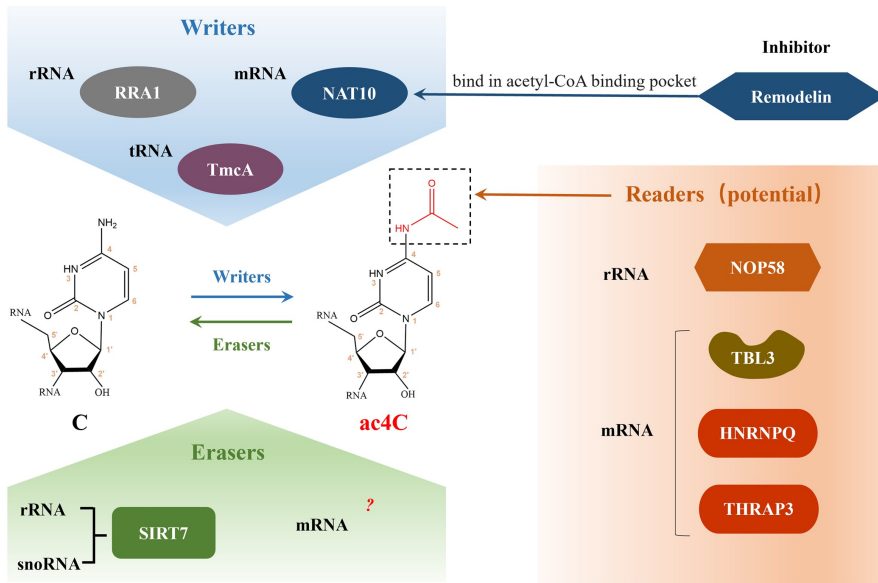 Writers
rRNA
RRA1
mRNA
NAT10
tRNA
TmcA
bind in acetyl-CoA binding pocket
Inhibitor
Remodelin
NH₂
4
5
HN
3
6
2
N
1
O
RNA
O
5'
4'
1'
3'
2'
RNA
OH
C
Writers
Erasers
O
HN
4
5
HN
3
6
2
N
1
O
RNA
O
5'
4'
1'
3'
2'
RNA
OH
ac4C
Readers（potential）
rRNA
NOP58
mRNA
TBL3
HNRNPQ
THRAP3
Erasers
rRNA
snoRNA
SIRT7
mRNA
?